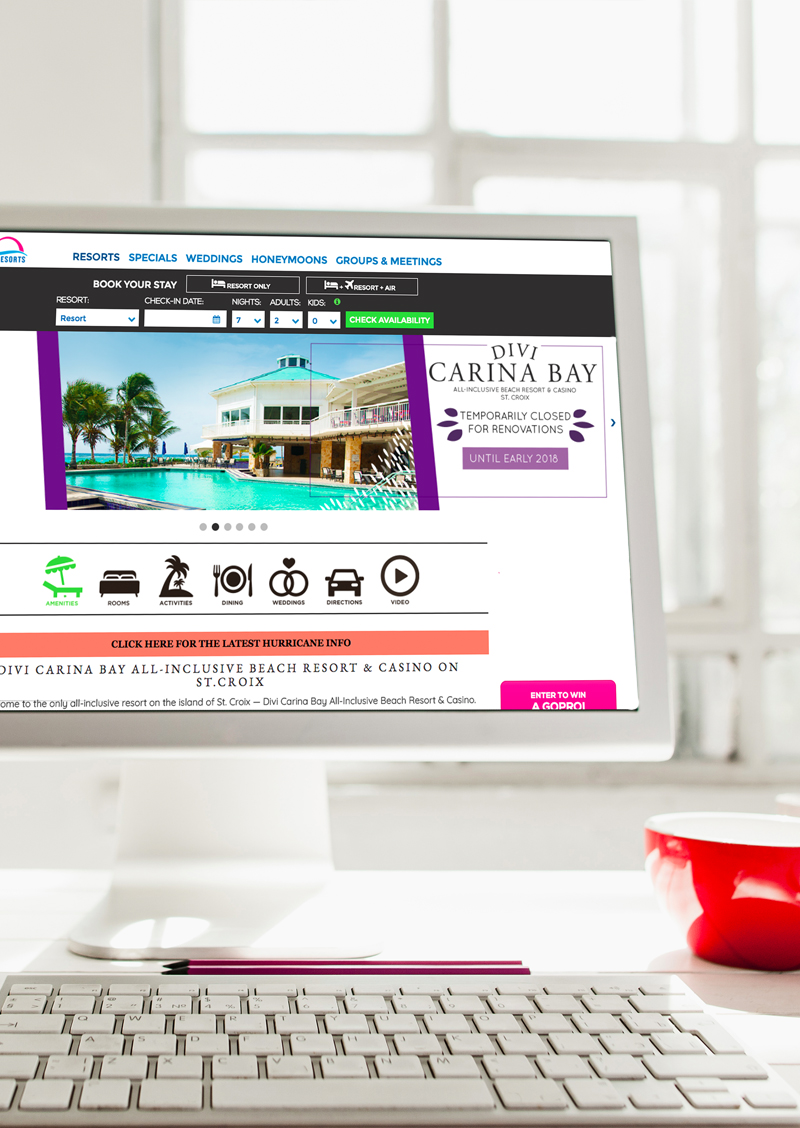 ESORTS
RESORTS SPECIALS WEDDINGS HONEYMOONS GROUPS & MEETINGS
BOOK YOUR STAY RESORT ONLY + RESORT + AIR
RESORT: CHECK-IN DATE: NIGHTS: ADULTS: KIDS:
Resort 7 2 0 CHECK AVAILABILITY
DIVI
CARINA BAY
ALL-INCLUSIVE BEACH RESORT & CASINO
ST. CROIX
TEMPORARILY CLOSED
FOR RENOVATIONS
UNTIL EARLY 2018
AMENITIES ROOMS ACTIVITIES DINING WEDDINGS DIRECTIONS VIDEO
CLICK HERE FOR THE LATEST HURRICANE INFO
DIVI CARINA BAY ALL-INCLUSIVE BEACH RESORT & CASINO ON
ST.CROIX
ome to the only all-inclusive resort on the island of St. Croix — Divi Carina Bay All-Inclusive Beach Resort & Casino.
ENTER TO WIN
A GOPRO!
Q W E R T Y U I O P
A S D F G H J K L
Z X C V B N M